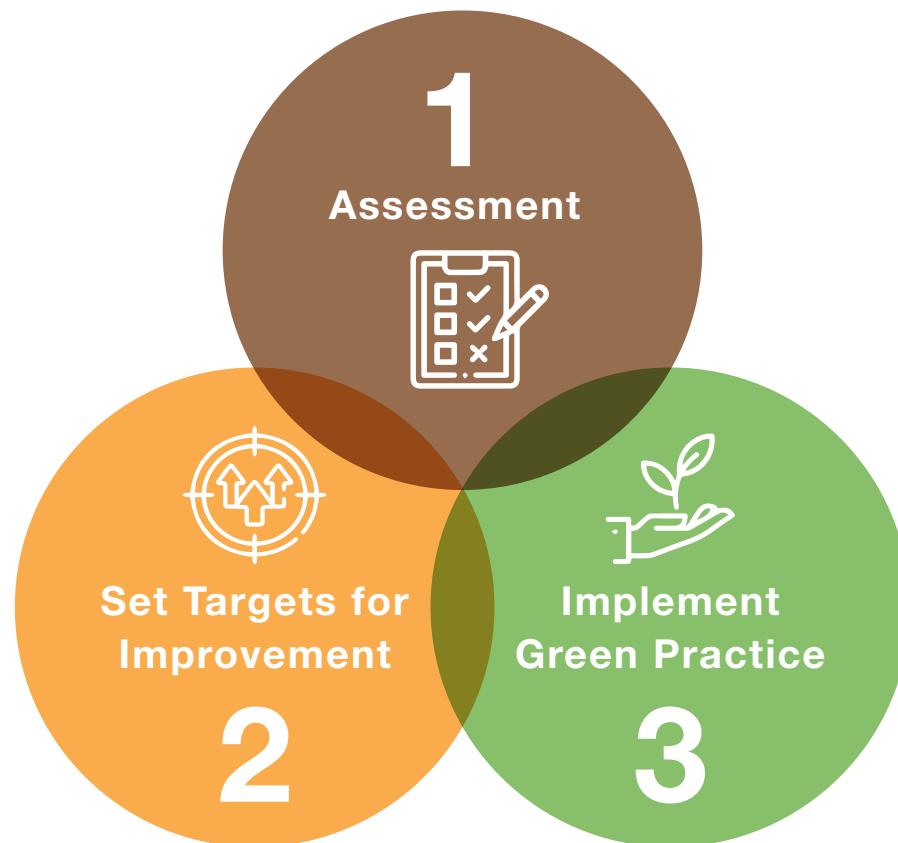 1
Assessment
Set Targets for
Improvement
2
Implement
Green Practice
3